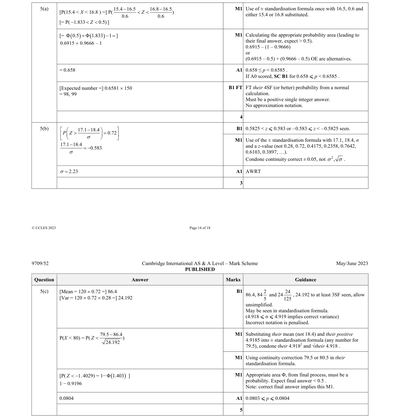 5(a)
[P(15.4 < X < 16.8) =] P(15.4−16.5/0.6 < Z < 16.8−16.5/0.6)
[= P( −1.833 < Z < 0.5)]
M1
Use of ± standardisation formula once with 16.5, 0.6 and either 15.4 or 16.8 substituted.
[= Φ(0.5) + Φ(1.833) − 1 = ]
0.6915 + 0.9666 − 1
M1
Calculating the appropriate area (leading to their final answer, expect > 0.5).
0.6915 – (1 – 0.9666)
or
(0.6915 – 0.5) + (0.9666 – 0.5) OE are alternatives.
= 0.658
A1
0.658 ≤ p ≤ 0.6585 .
If A0 scored, SC B1 for 0.658 ≤ p ≤ 0.6585 .
[Expected number =] 0.6581 × 150
= 98, 99
B1 FT
FT their 4SF (or better) probability from a normal calculation.
Must be a positive single integer answer.
No approximation notation.
4
5(b)
[P(Z > 17.1−18.4/σ) = 0.72]
B1
0.5825 < z ≤ 0.583 or −0.583 ≤ z < −0.5825 seen.
17.1−18.4/σ = −0.583
M1
Use of the ± standardisation formula with 17.1, 18.4, σ and a z-value (not 0.28, 0.72, 0.4175, 0.2358, 0.7642, 0.6103, 0.3897, …).
Condone continuity correct ± 0.05, not σ², √σ.
σ = 2.23
A1
AWRT
3
© UCLES 2023
Page 14 of 16
9709/52
Cambridge International AS & A Level – Mark Scheme
May/June 2023
PUBLISHED
Question
Answer
Marks
Guidance
5(c)
[Mean = 120 × 0.72 =] 86.4
[Var = 120 × 0.72 × 0.28 =] 24.192
B1
86.4, 86 2/5 and 24 24/125, 24.192 to at least 3SF seen, allow unsimplified.
May be seen in standardisation formula.
(4.918 ≤ σ ≤ 4.919 implies correct variance)
Incorrect notation is penalised.
P(X < 80) = P( Z < 79.5 − 86.4/√24.192 )
M1
Substituting their mean (not 18.4) and their positive 4.9185 into ± standardisation formula (any number for 79.5), condone their 4.918² and √their 4.918 .
M1
Using continuity correction 79.5 or 80.5 in their standardisation formula.
[P(Z < −1.4029) = 1−Φ(1.403) ]
1 − 0.9196
M1
Appropriate area Φ, from final process, must be a probability. Expect final answer < 0.5 .
Note: correct final answer implies this M1.
0.0804
A1
0.0803 ≤ p ≤ 0.0804
5